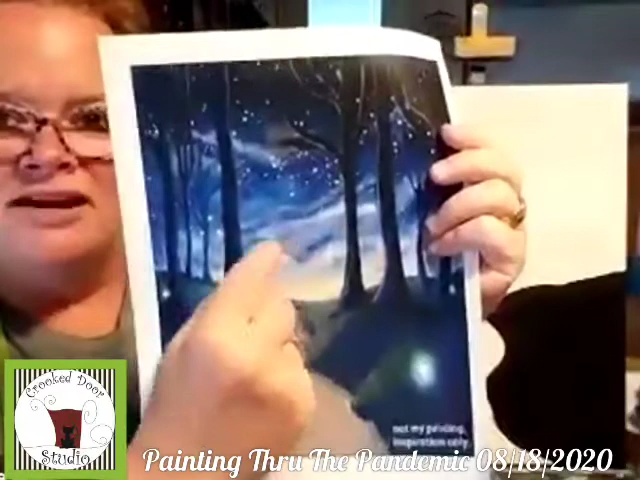 not my painting,
inspiration only.
Crooked Door
Studio
Painting Thru The Pandemic 08/18/2020